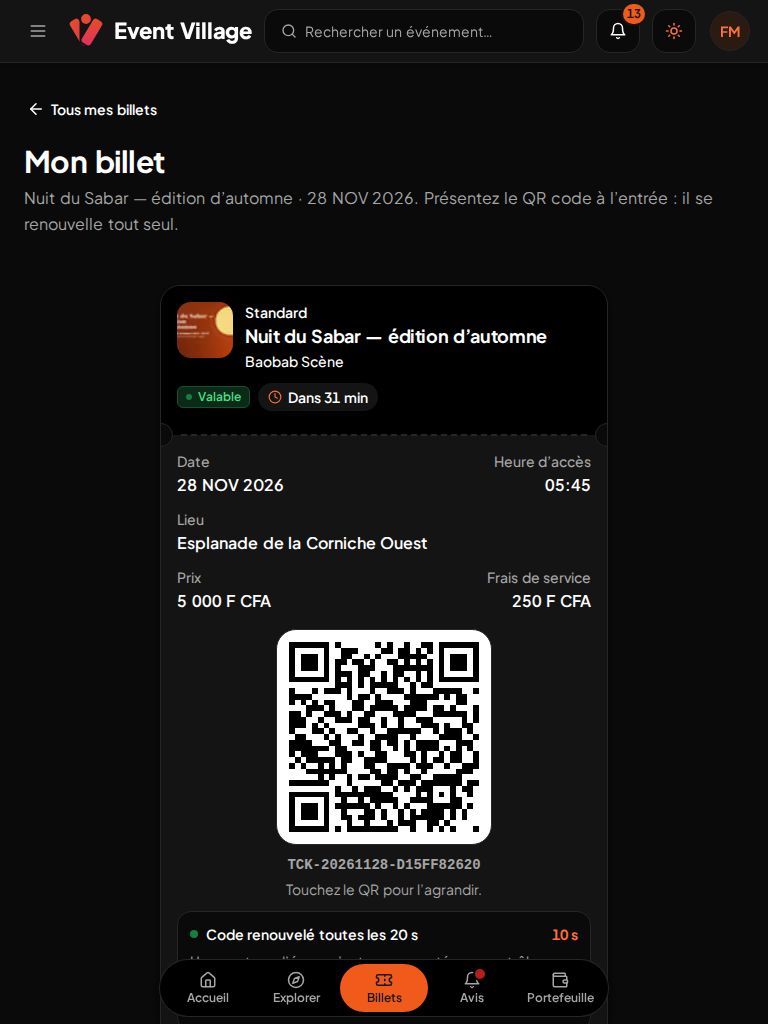 Event Village
Rechercher un événement…
13
FM
Tous mes billets
Mon billet
Nuit du Sabar — édition d’automne · 28 NOV 2026. Présentez le QR code à l’entrée : il se
renouvelle tout seul.
Standard
Nuit du Sabar — édition d’automne
Baobab Scène
Valable
Dans 31 min
Date
Heure d’accès
28 NOV 2026
05:45
Lieu
Esplanade de la Corniche Ouest
Prix
Frais de service
5 000 F CFA
250 F CFA
TCK-20261128-D15FF82620
Touchez le QR pour l’agrandir.
Code renouvelé toutes les 20 s
10 s
Accueil
Explorer
Billets
Avis
Portefeuille